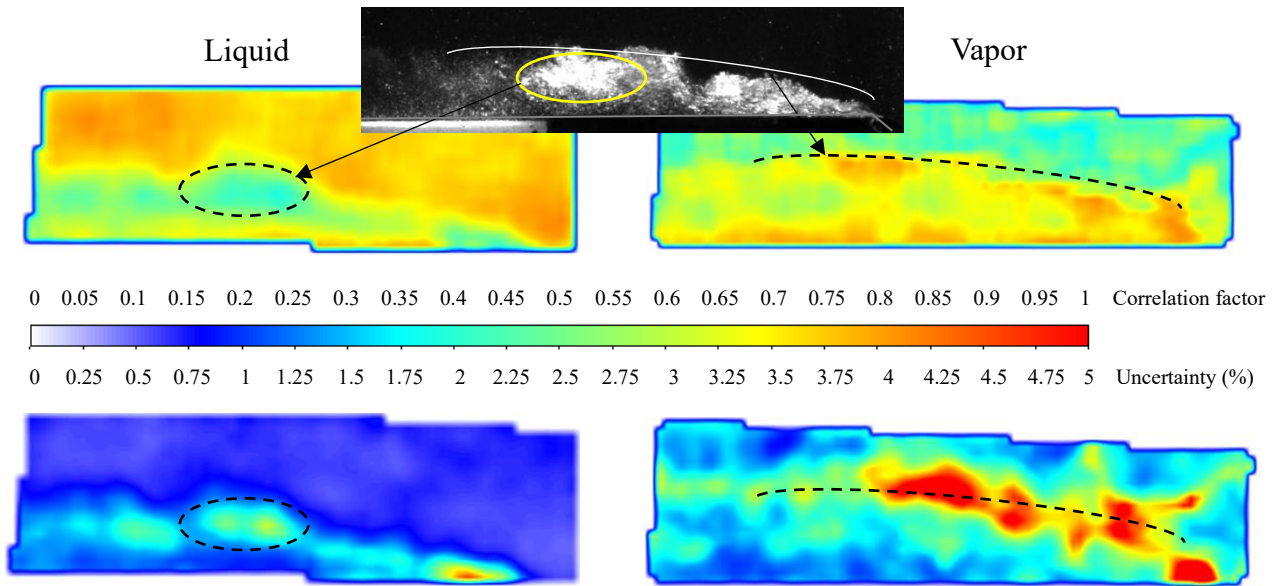 Liquid
Vapor
0 0.05 0.1 0.15 0.2 0.25 0.3 0.35 0.4 0.45 0.5 0.55 0.6 0.65 0.7 0.75 0.8 0.85 0.9 0.95 1 Correlation factor
0 0.25 0.5 0.75 1 1.25 1.5 1.75 2 2.25 2.5 2.75 3 3.25 3.5 3.75 4 4.25 4.5 4.75 5 Uncertainty (%)